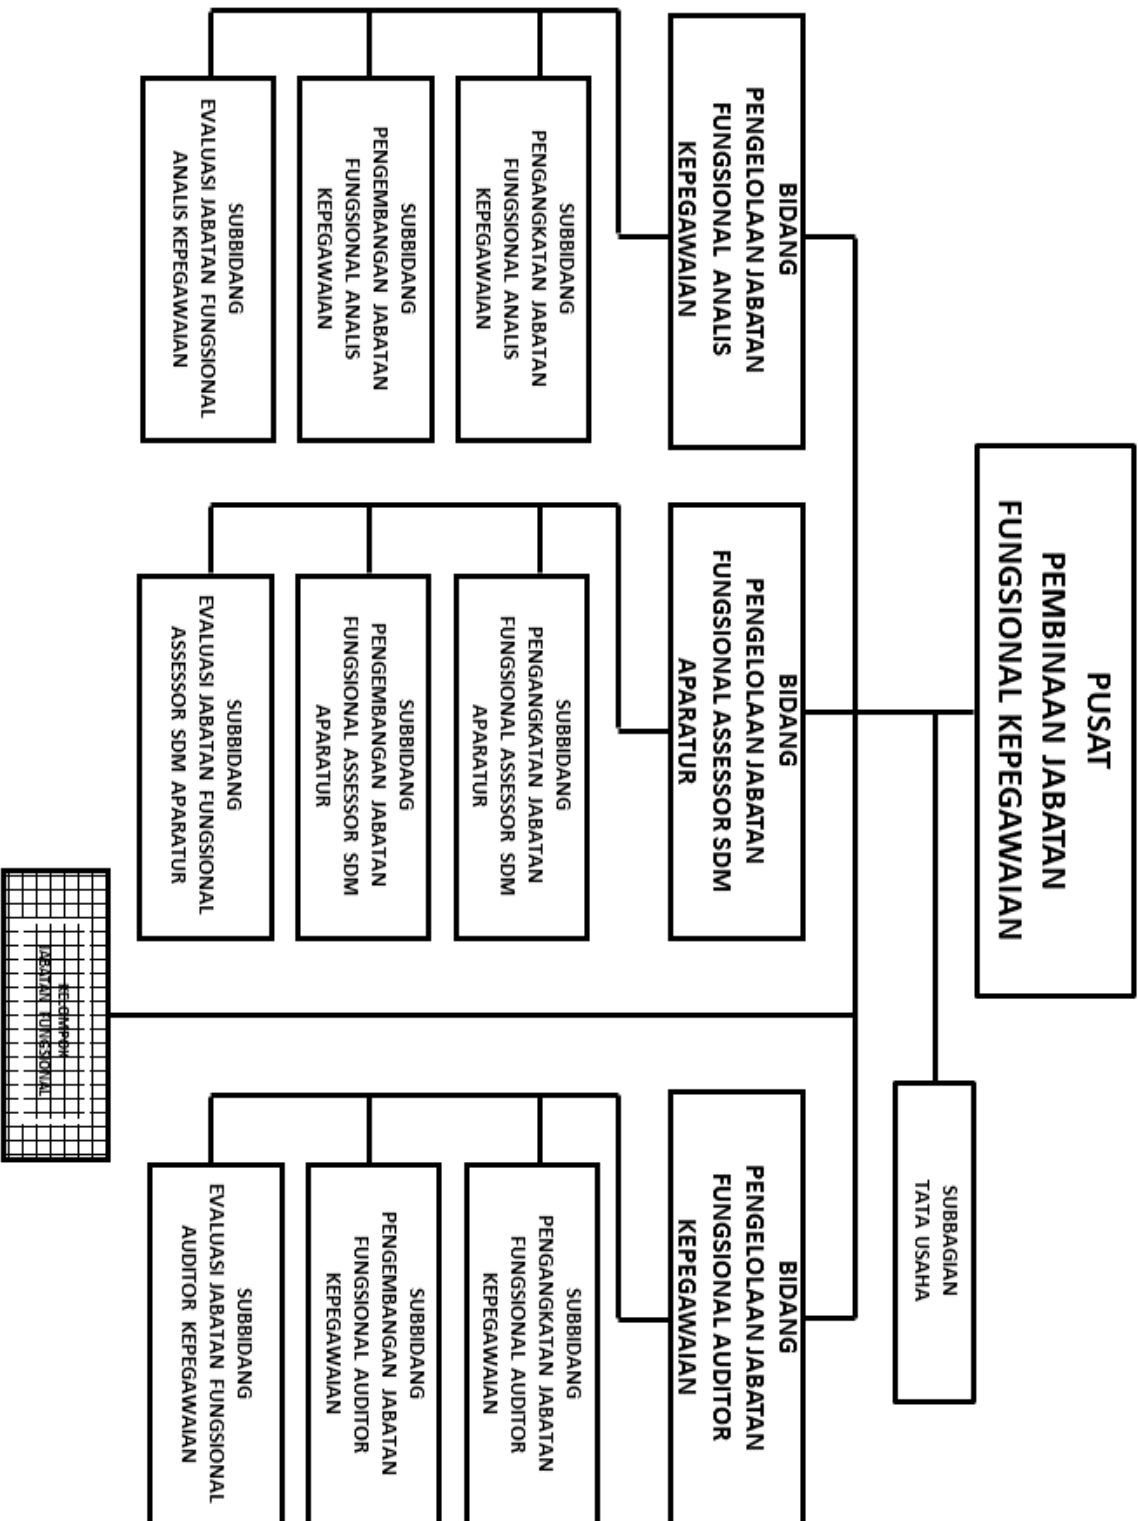 PUSAT
PEMBINAAN JABATAN
FUNGSIONAL KEPEGAWAIAN
SUBBAGIAN
TATA USAHA
BIDANG
PENGELOLAAN JABATAN
FUNGSIONAL ANALIS
KEPEGAWAIAN
SUBBIDANG
PENGANGKATAN JABATAN
FUNGSIONAL ANALIS
KEPEGAWAIAN
SUBBIDANG
PENGEMBANGAN JABATAN
FUNGSIONAL ANALIS
KEPEGAWAIAN
SUBBIDANG
EVALUASI JABATAN FUNGSIONAL
ANALIS KEPEGAWAIAN
BIDANG
PENGELOLAAN JABATAN
FUNGSIONAL ASSESSOR SDM
APARATUR
SUBBIDANG
PENGANGKATAN JABATAN
FUNGSIONAL ASSESSOR SDM
APARATUR
SUBBIDANG
PENGEMBANGAN JABATAN
FUNGSIONAL ASSESSOR SDM
APARATUR
SUBBIDANG
EVALUASI JABATAN FUNGSIONAL
ASSESSOR SDM APARATUR
BIDANG
PENGELOLAAN JABATAN
FUNGSIONAL AUDITOR
KEPEGAWAIAN
SUBBIDANG
PENGANGKATAN JABATAN
FUNGSIONAL AUDITOR
KEPEGAWAIAN
SUBBIDANG
PENGEMBANGAN JABATAN
FUNGSIONAL AUDITOR
KEPEGAWAIAN
SUBBIDANG
EVALUASI JABATAN FUNGSIONAL
AUDITOR KEPEGAWAIAN
KELOMPOK
JABATAN FUNGSIONAL